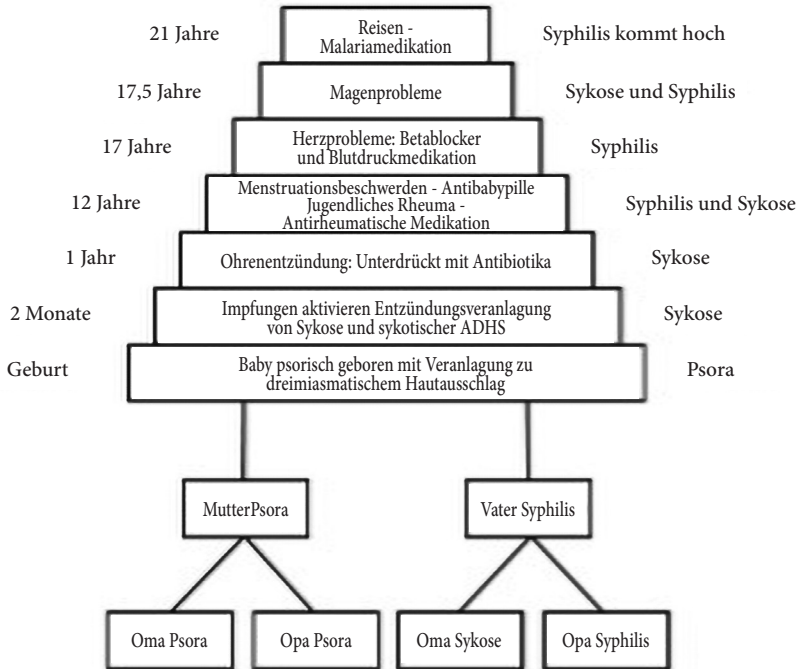 21 Jahre
Reisen -
Malariamedikation
Syphilis kommt hoch
17,5 Jahre
Magenprobleme
Sykose und Syphilis
17 Jahre
Herzprobleme: Betablocker
und Blutdruckmedikation
Syphilis
12 Jahre
Menstruationsbeschwerden - Antibabypille
Jugendliches Rheuma -
Antirheumatische Medikation
Syphilis und Sykose
1 Jahr
Ohrenentzündung: Unterdrückt mit Antibiotika
Sykose
2 Monate
Impfungen aktivieren Entzündungsveranlagung
von Sykose und sykotischer ADHS
Sykose
Geburt
Baby psorisch geboren mit Veranlagung zu
dreimiasmatischem Hautausschlag
Psora
MutterPsora
Vater Syphilis
Oma Psora
Opa Psora
Oma Sykose
Opa Syphilis